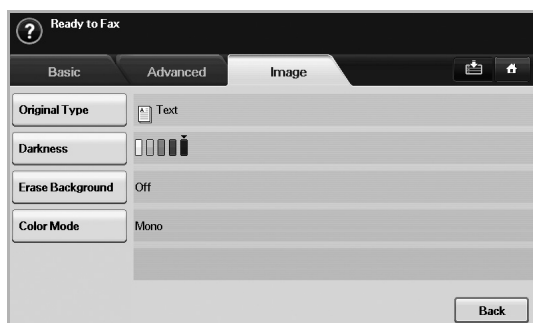 Ready to Fax
Basic Advanced Image
Original Type Text
Darkness
Erase Background Off
Color Mode Mono
Back